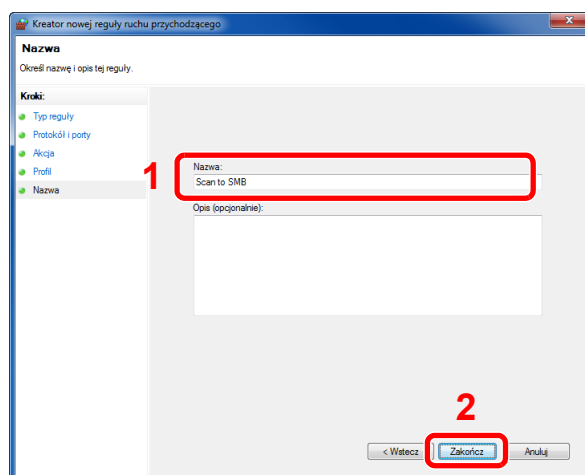 Kreator nowej reguły ruchu przychodzącego
Nazwa
Określ nazwę i opis tej reguły.
Kroki:
Typ reguły
Protokół i porty
Akcja
Profil
Nazwa
1
Nazwa:
Scan to SMB
Opis (opcjonalnie):
2
< Wstecz
Zakończ
Anuluj